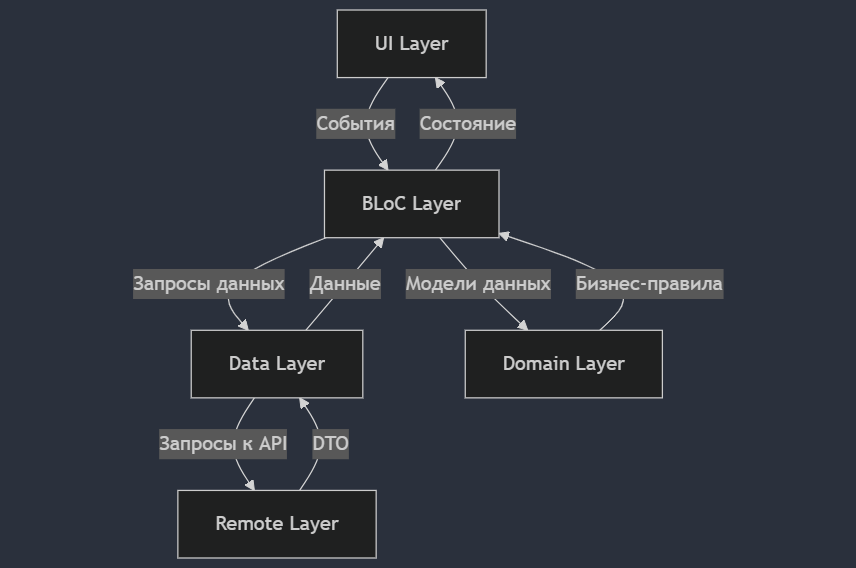 UI Layer
События
Состояние
BLoC Layer
Запросы данных
Данные
Модели данных
Бизнес-правила
Data Layer
Domain Layer
Запросы к API
DTO
Remote Layer